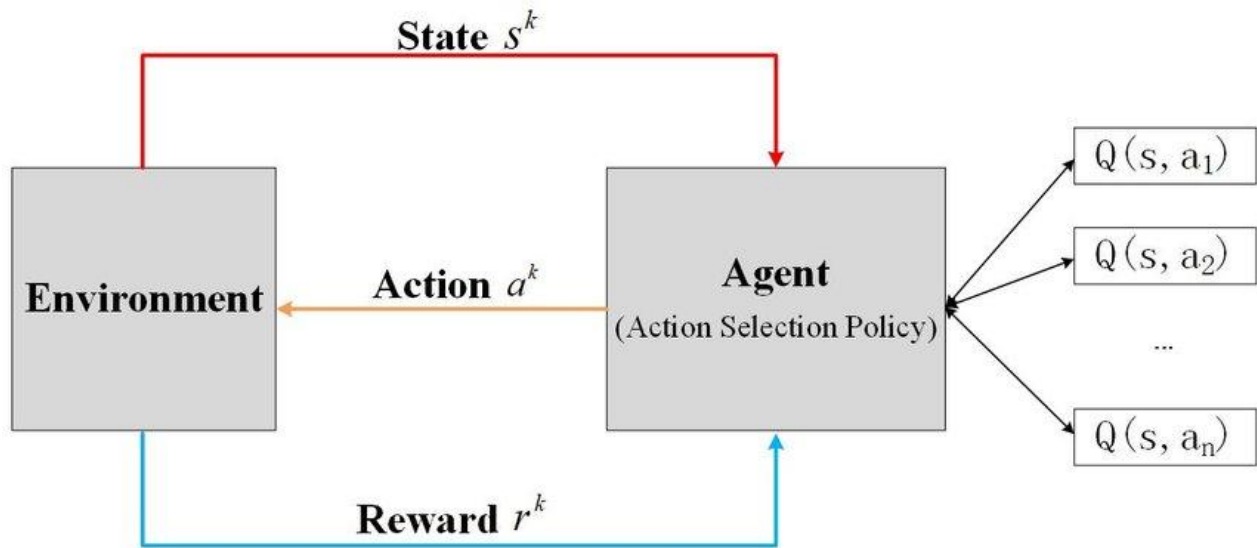 State s^k
Environment
Action a^k
Agent
(Action Selection Policy)
Reward r^k
Q(s, a₁)
Q(s, a₂)
...
Q(s, aₙ)